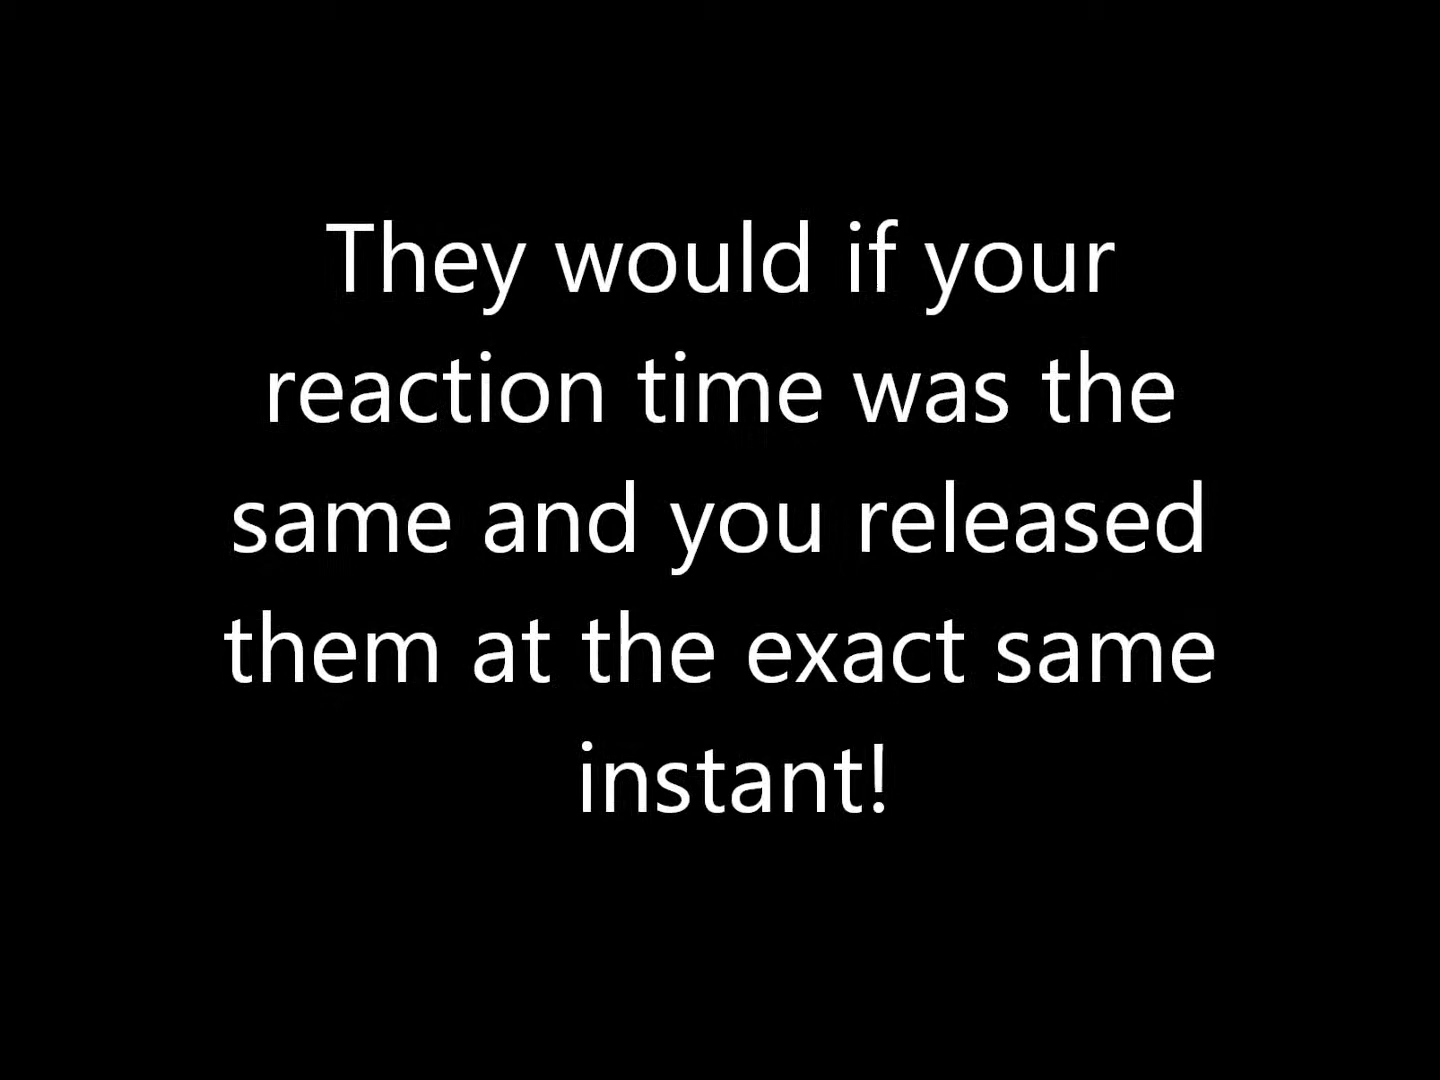 They would if your
reaction time was the
same and you released
them at the exact same
instant!